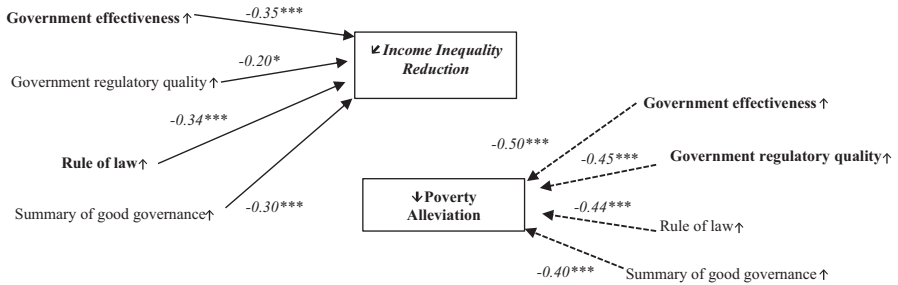 Government effectiveness ↑
-0.35***
↙ Income Inequality
Reduction
-0.20*
Government regulatory quality ↑
-0.34***
Rule of law ↑
Summary of good governance ↑
-0.30***
Government effectiveness ↑
-0.50***
Government regulatory quality ↑
-0.45***
↓ Poverty
Alleviation
-0.44***
Rule of law ↑
-0.40***
Summary of good governance ↑